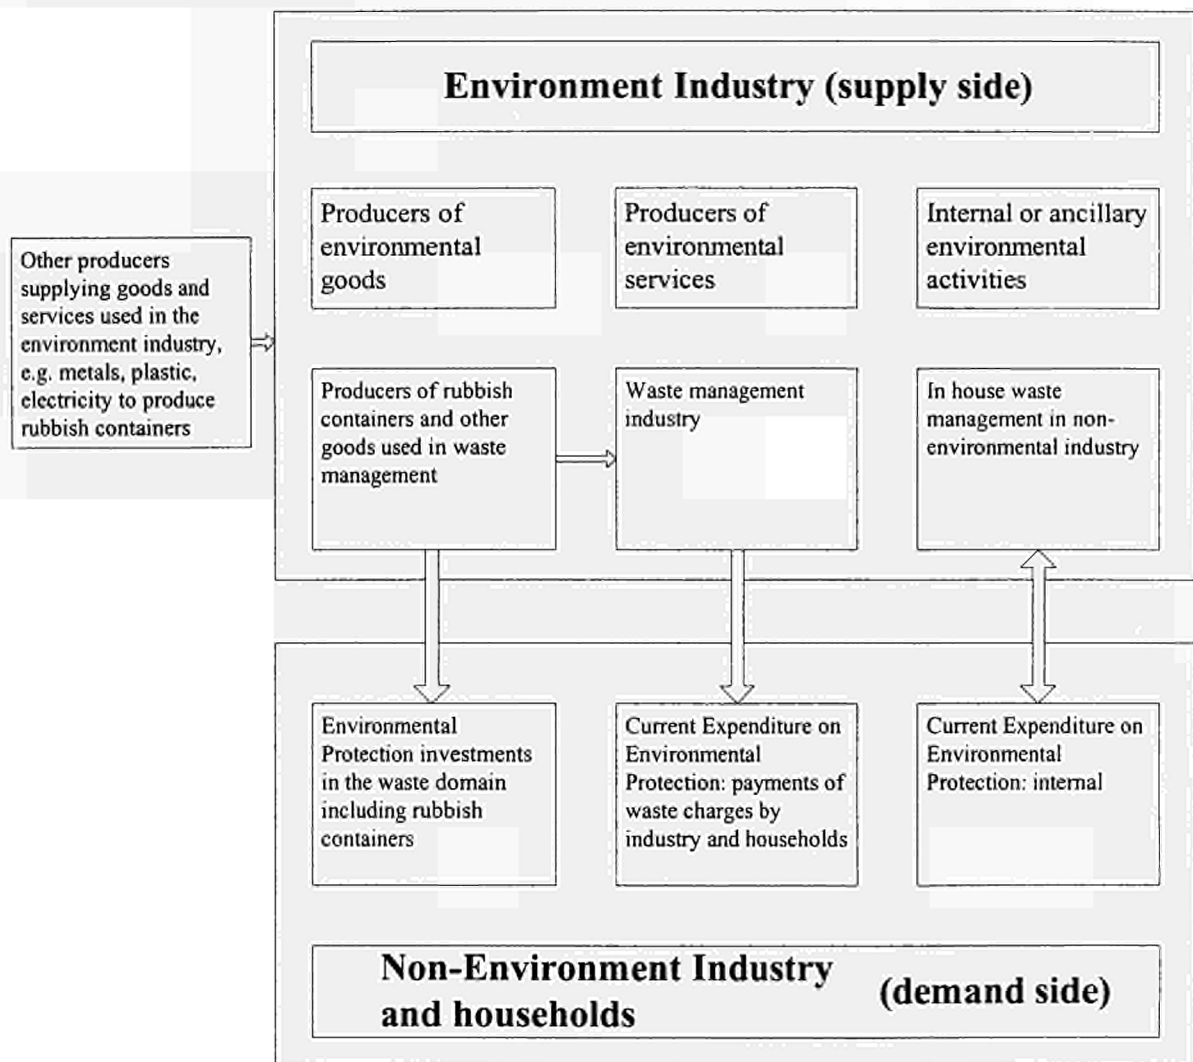 Environment Industry (supply side)
Producers of
environmental
goods
Producers of
environmental
services
Internal or ancillary
environmental
activities
Other producers
supplying goods and
services used in the
environment industry,
e.g. metals, plastic,
electricity to produce
rubbish containers
Producers of rubbish
containers and other
goods used in waste
management
Waste management
industry
In house waste
management in non-
environmental industry
Environmental
Protection investments
in the waste domain
including rubbish
containers
Current Expenditure on
Environmental
Protection: payments of
waste charges by
industry and households
Current Expenditure on
Environmental
Protection: internal
Non-Environment Industry
and households
(demand side)